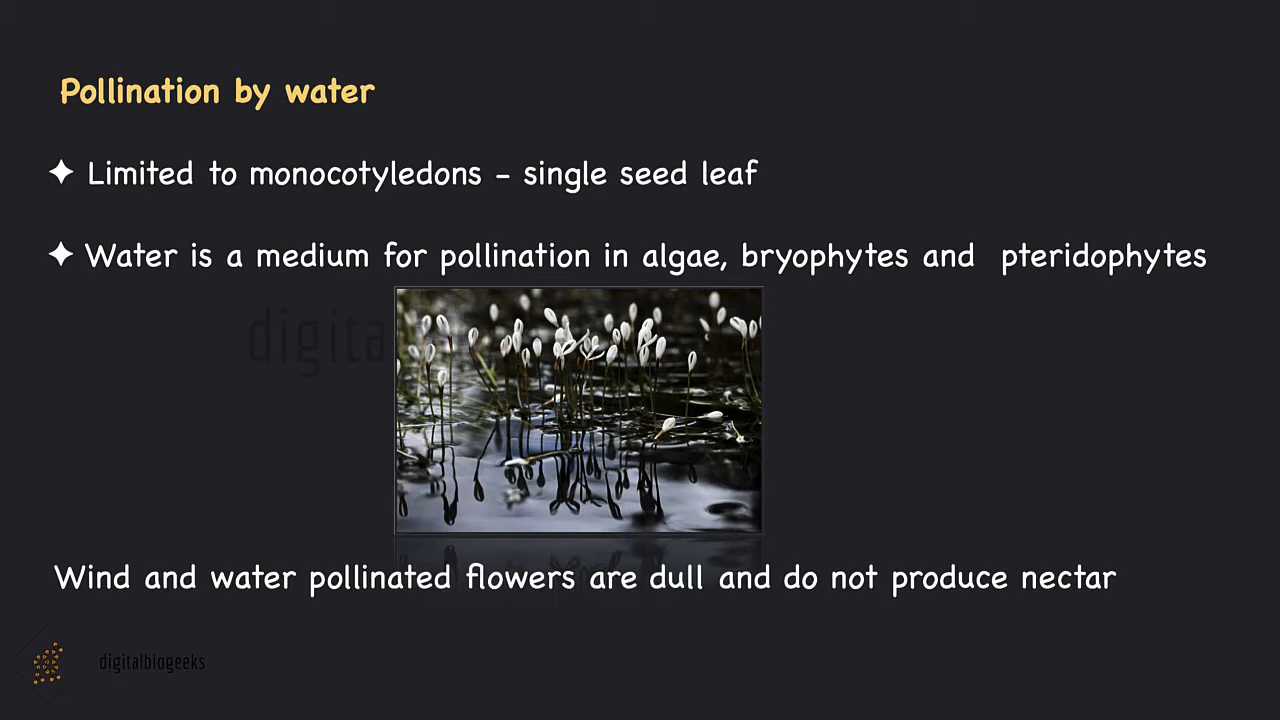 Pollination by water
✦ Limited to monocotyledons - single seed leaf
✦ Water is a medium for pollination in algae, bryophytes and pteridophytes
digita
Wind and water pollinated flowers are dull and do not produce nectar
digitalbiogeeks